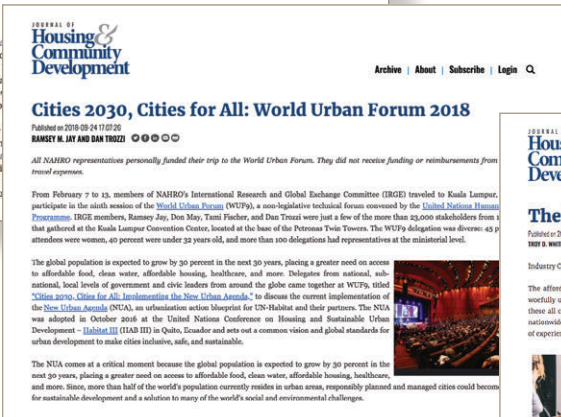 JOURNAL OF
Housing &
Community
Development
Archive | About | Subscribe | Login
Cities 2030, Cities for All: World Urban Forum 2018
Published on 2018-09-24 17:07:20
RAMSEY M. JAY AND DAN TROZZI
All NAHRO representatives personally funded their trip to the World Urban Forum. They did not receive funding or reimbursements from
travel expenses.
From February 7 to 13, members of NAHRO's International Research and Global Exchange Committee (IRGE) traveled to Kuala Lumpur,
participate in the ninth session of the World Urban Forum (WUF9), a non-legislative technical forum convened by the United Nations Human
Programme. IRGE members, Ramsey Jay, Don May, Tami Fischer, and Dan Trozzi were just a few of the more than 23,000 stakeholders from 1
that gathered at the Kuala Lumpur Convention Center, located at the base of the Petronas Twin Towers. The WUF9 delegation was diverse: 45 p
attendees were women, 40 percent were under 32 years old, and more than 100 delegations had representatives at the ministerial level.
The global population is expected to grow by 30 percent in the next 30 years, placing a greater need on access
to affordable food, clean water, affordable housing, healthcare, and more. Delegates from national, sub-
national, local levels of government and civic leaders from around the globe came together at WUF9, titled
"Cities 2030, Cities for All: Implementing the New Urban Agenda," to discuss the current implementation of
the New Urban Agenda (NUA), an urbanization action blueprint for UN-Habitat and their partners. The NUA
was adopted in October 2016 at the United Nations Conference on Housing and Sustainable Urban
Development – Habitat III (HAB III) in Quito, Ecuador and sets out a common vision and global standards for
urban development to make cities inclusive, safe, and sustainable.
The NUA comes at a critical moment because the global population is expected to grow by 30 percent in the
next 30 years, placing a greater need on access to affordable food, clean water, affordable housing, healthcare,
and more. Since, more than half of the world's population currently resides in urban areas, responsibly planned and managed cities could become
for sustainable development and a solution to many of the world's social and environmental challenges.
JOURNAL
Hous
Com
Deve
The
Published on 2
TROY D. WHIT
Industry C
The afford
woefully u
these all c
nationwide
of experien